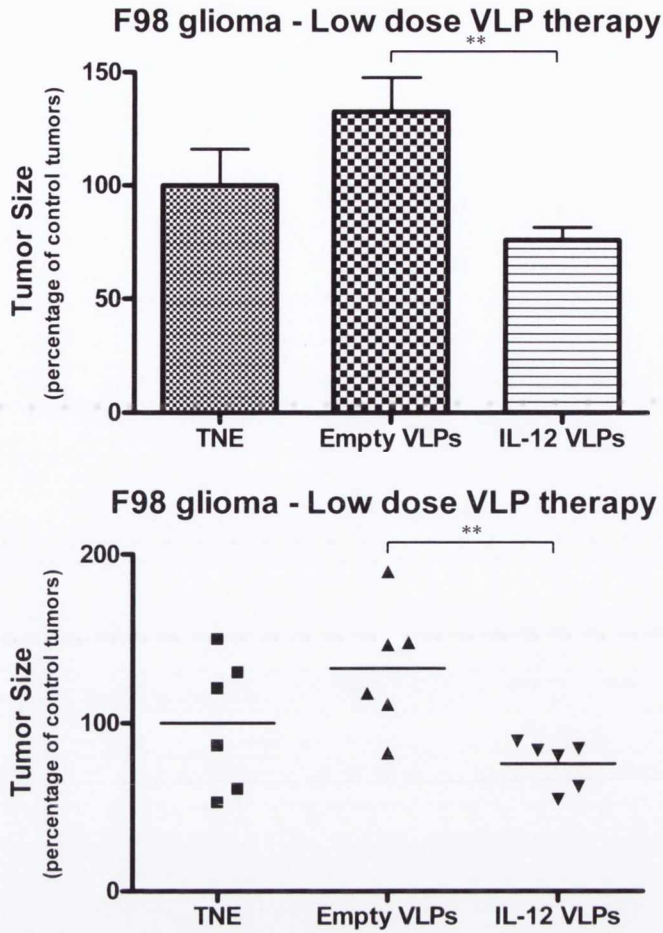 F98 glioma - Low dose VLP therapy
**
150
100
50
0
Tumor Size
(percentage of control tumors)
TNE
Empty VLPs
IL-12 VLPs
F98 glioma - Low dose VLP therapy
**
200
100
0
Tumor Size
(percentage of control tumors)
TNE
Empty VLPs
IL-12 VLPs